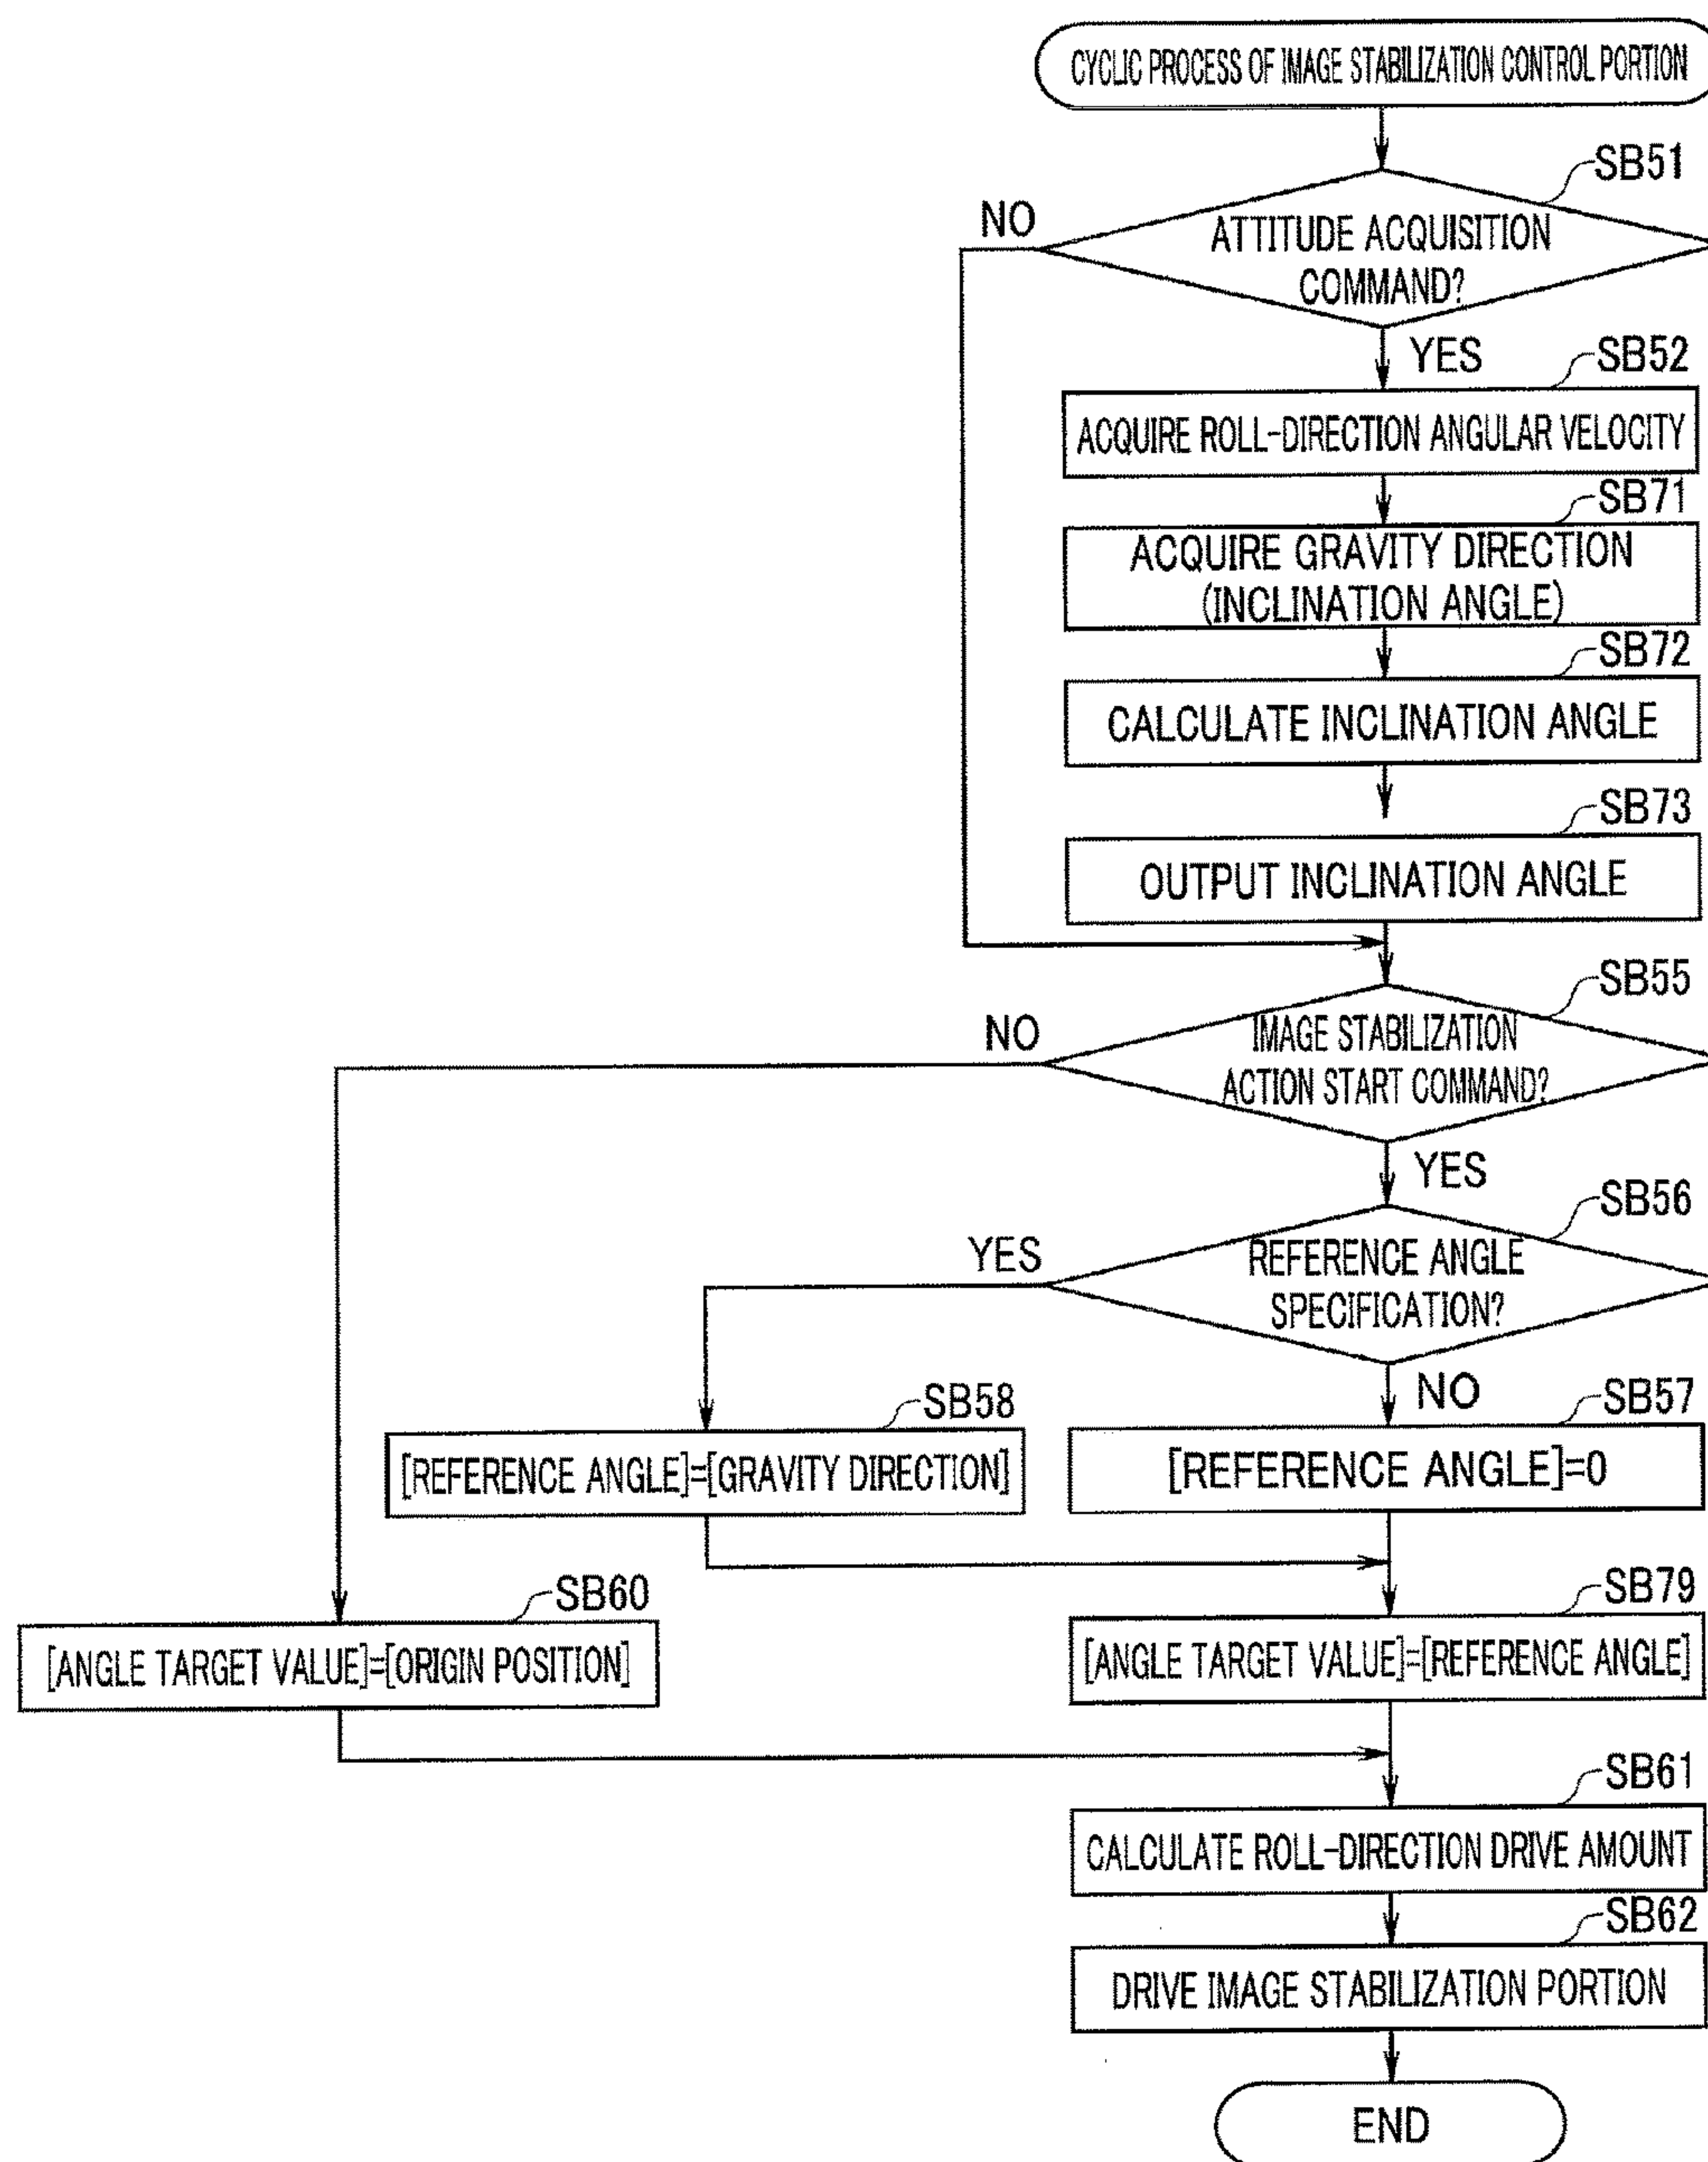 CYCLIC PROCESS OF IMAGE STABILIZATION CONTROL PORTION
SB51
NO
ATTITUDE ACQUISITION
COMMAND?
YES
SB52
ACQUIRE ROLL-DIRECTION ANGULAR VELOCITY
SB71
ACQUIRE GRAVITY DIRECTION
(INCLINATION ANGLE)
SB72
CALCULATE INCLINATION ANGLE
SB73
OUTPUT INCLINATION ANGLE
SB55
NO
IMAGE STABILIZATION
ACTION START COMMAND?
YES
SB56
YES
REFERENCE ANGLE
SPECIFICATION?
NO
SB58
SB57
[REFERENCE ANGLE]=[GRAVITY DIRECTION]
[REFERENCE ANGLE]=0
SB60
SB79
[ANGLE TARGET VALUE]=[ORIGIN POSITION]
[ANGLE TARGET VALUE]=[REFERENCE ANGLE]
SB61
CALCULATE ROLL-DIRECTION DRIVE AMOUNT
SB62
DRIVE IMAGE STABILIZATION PORTION
END